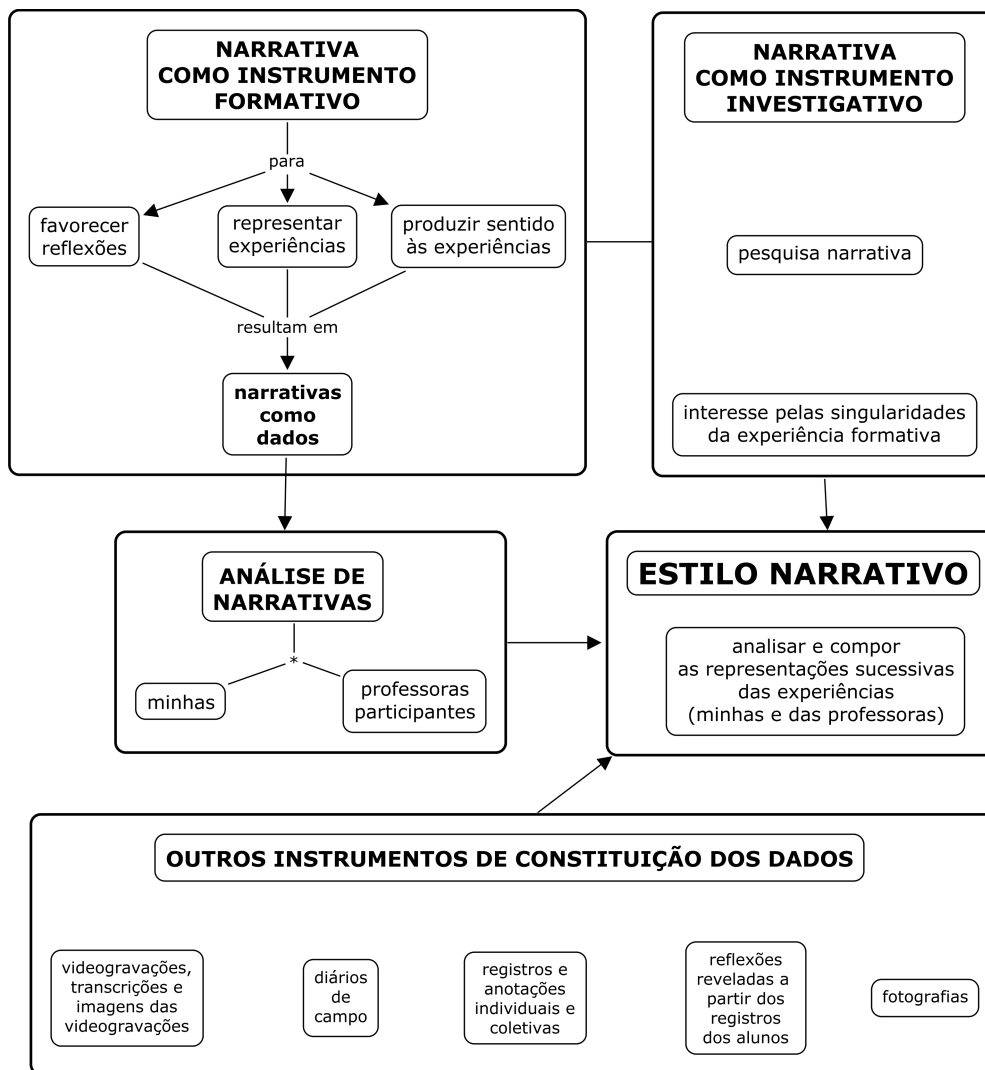 NARRATIVA
COMO INSTRUMENTO
FORMATIVO
para
favorecer
reflexões
representar
experiências
produzir sentido
às experiências
resultam em
narrativas
como
dados
NARRATIVA
COMO INSTRUMENTO
INVESTIGATIVO
pesquisa narrativa
interesse pelas singularidades
da experiência formativa
ANÁLISE DE
NARRATIVAS
*
minhas
professoras
participantes
ESTILO NARRATIVO
analisar e compor
as representações sucessivas
das experiências
(minhas e das professoras)
OUTROS INSTRUMENTOS DE CONSTITUIÇÃO DOS DADOS
videogravações,
transcrições e
imagens das
videogravações
diários
de
campo
registros e
anotações
individuais e
coletivas
reflexões
reveladas a
partir dos
registros
dos alunos
fotografias